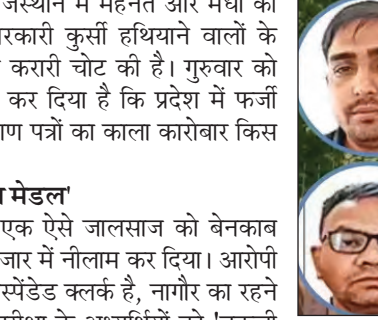 जस्थान में मेहनत और मेधा की
रकारी कुर्सी हथियाने वालों के
करारी चोट की है। गुरुवार को
कर दिया है कि प्रदेश में फर्जी
ाण पत्रों का काला कारोबार किस
मेडल'
एक ऐसे जालसाज को बेनकाब
जार में नीलाम कर दिया। आरोपी
स्पेंडेड क्लर्क है, नागौर का रहने